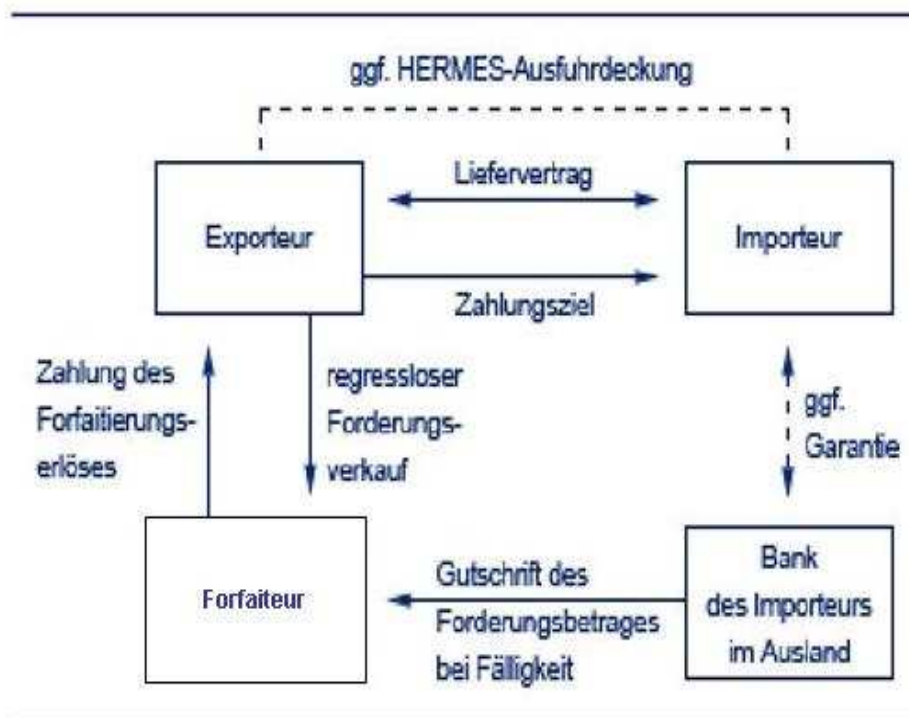 ggf. HERMES-Ausfuhrdeckung
Liefervertrag
Exporteur
Importeur
Zahlungsziel
Zahlung des
Forfaitierungs-
erlöses
regressloser
Forderungs-
verkauf
ggf.
Garantie
Forfaiteur
Gutschrift des
Forderungsbetrages
bei Fälligkeit
Bank
des Importeurs
im Ausland